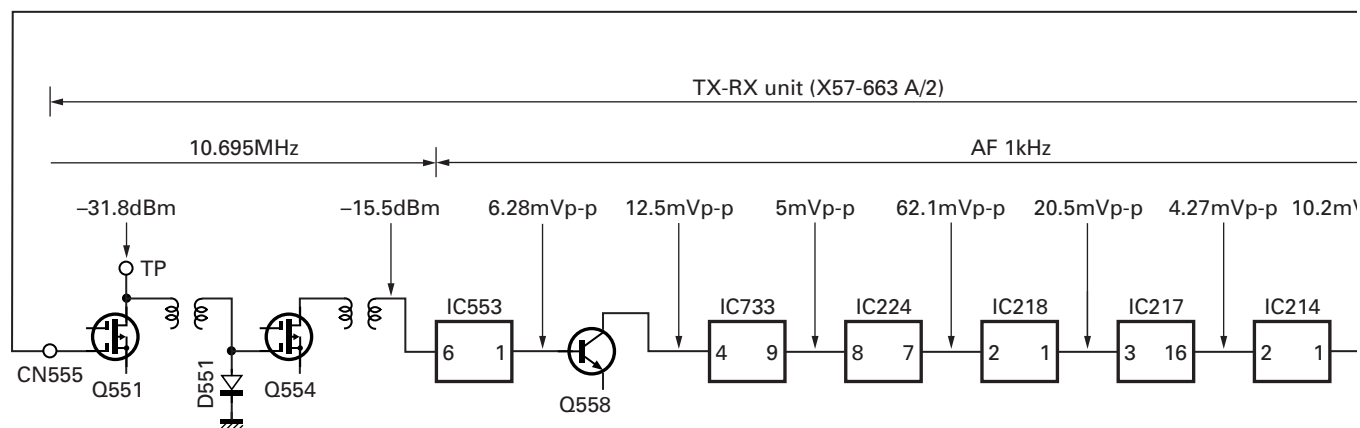 TX-RX unit (X57-663 A/2)
10.695MHz
AF 1kHz
–31.8dBm
–15.5dBm
6.28mVp-p
12.5mVp-p
5mVp-p
62.1mVp-p
20.5mVp-p
4.27mVp-p
10.2mV
TP
IC553
IC733
IC224
IC218
IC217
IC214
6 1
4 9
8 7
2 1
3 16
2 1
CN555
Q551
D551
Q554
Q558